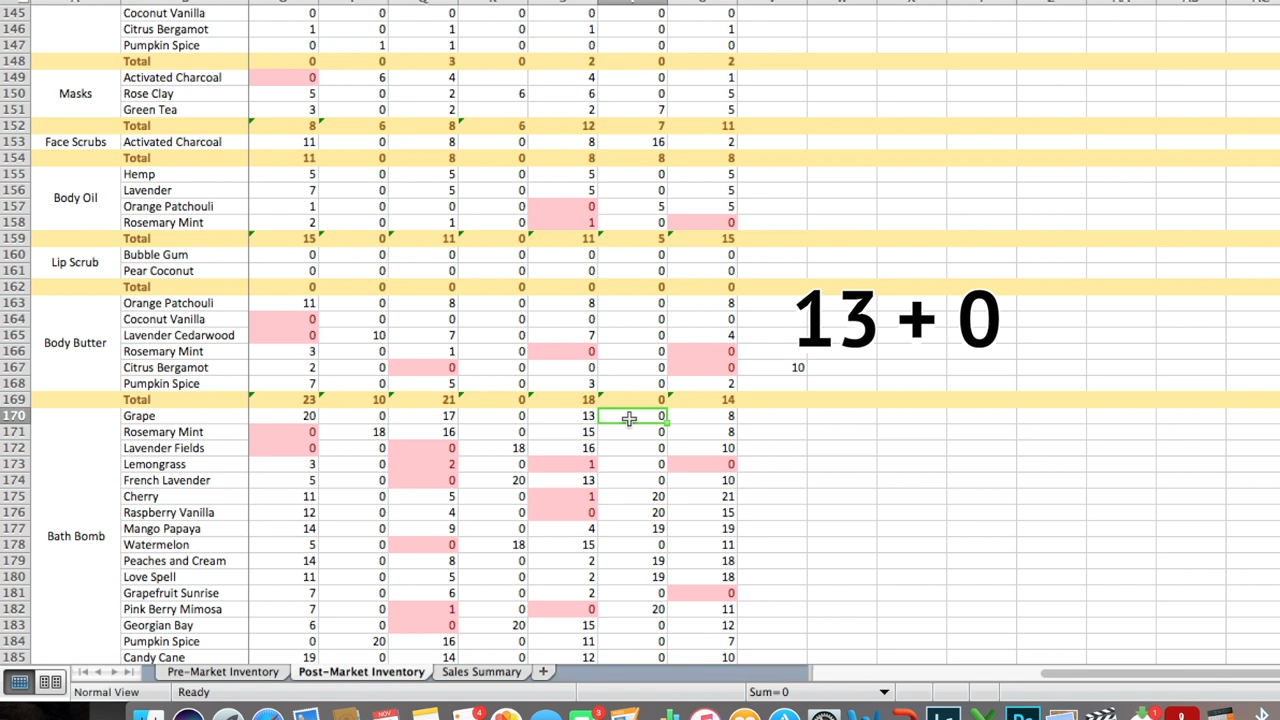 145 Coconut Vanilla 0 0 0 0 0 0 0
146 Citrus Bergamot 1 0 1 0 1 0 1
147 Pumpkin Spice 0 1 1 0 0 0 0
148 Total 0 0 3 0 2 0 2
149 Activated Charcoal 0 6 4 4 0 1
150 Masks Rose Clay 5 0 2 6 6 0 5
151 Green Tea 3 0 2 2 7 5
152 Total 8 6 8 6 12 7 11
153 Face Scrubs Activated Charcoal 11 0 8 0 8 16 2
154 Total 11 0 8 0 8 8 8
155 Hemp 5 0 5 0 5 0 5
156 Lavender 7 0 5 0 5 0 5
157 Body Oil Orange Patchouli 1 0 0 0 0 5 5
158 Rosemary Mint 2 0 1 0 1 0 0
159 Total 15 0 11 0 11 5 15
160 Bubble Gum 0 0 0 0 0 0 0
161 Lip Scrub Pear Coconut 0 0 0 0 0 0 0
162 Total 0 0 0 0 0 0 0
163 Orange Patchouli 11 0 8 0 8 0 8
164 Coconut Vanilla 0 0 0 0 0 0 0
13 + 0
165 Lavender Cedarwood 0 10 7 0 7 0 4
166 Body Butter Rosemary Mint 3 0 1 0 0 0 0
167 Citrus Bergamot 2 0 0 0 0 0 0 10
168 Pumpkin Spice 7 0 5 0 3 0 2
169 Total 23 10 21 0 18 0 14
170 Grape 20 0 17 0 13 0 8
171 Rosemary Mint 0 18 16 0 15 0 8
172 Lavender Fields 0 0 0 18 16 0 10
173 Lemongrass 3 0 2 0 1 0 0
174 French Lavender 5 0 0 20 13 0 10
175 Cherry 11 0 5 0 1 20 21
176 Raspberry Vanilla 12 0 4 0 0 20 15
177 Mango Papaya 14 0 9 0 4 19 19
178 Bath Bomb Watermelon 5 0 0 18 15 0 11
179 Peaches and Cream 14 0 8 0 2 19 18
180 Love Spell 11 0 5 0 2 19 18
181 Grapefruit Sunrise 7 0 6 0 2 0 0
182 Pink Berry Mimosa 7 0 1 0 0 20 11
183 Georgian Bay 6 0 0 20 15 0 12
184 Pumpkin Spice 0 20 16 0 11 0 7
185 Candy Cane 19 0 14 0 12 0 10
Pre-Market Inventory Post-Market Inventory Sales Summary
Normal View Ready Sum=0
NOV 4 3 1